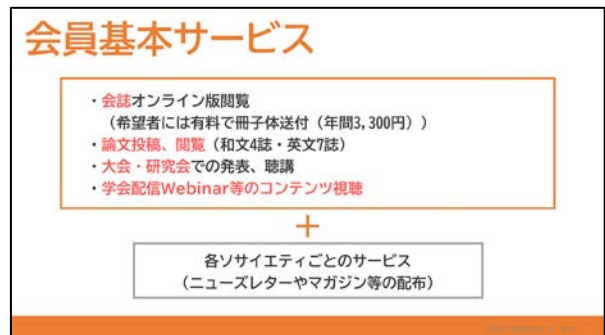 会員基本サービス
・会誌オンライン版閲覧
（希望者には有料で冊子体送付（年間3,300円））
・論文投稿、閲覧（和文4誌・英文7誌）
・大会・研究会での発表、聴講
・学会配信Webinar等のコンテンツ視聴
+
各ソサイエティごとのサービス
（ニューズレターやマガジン等の配布）